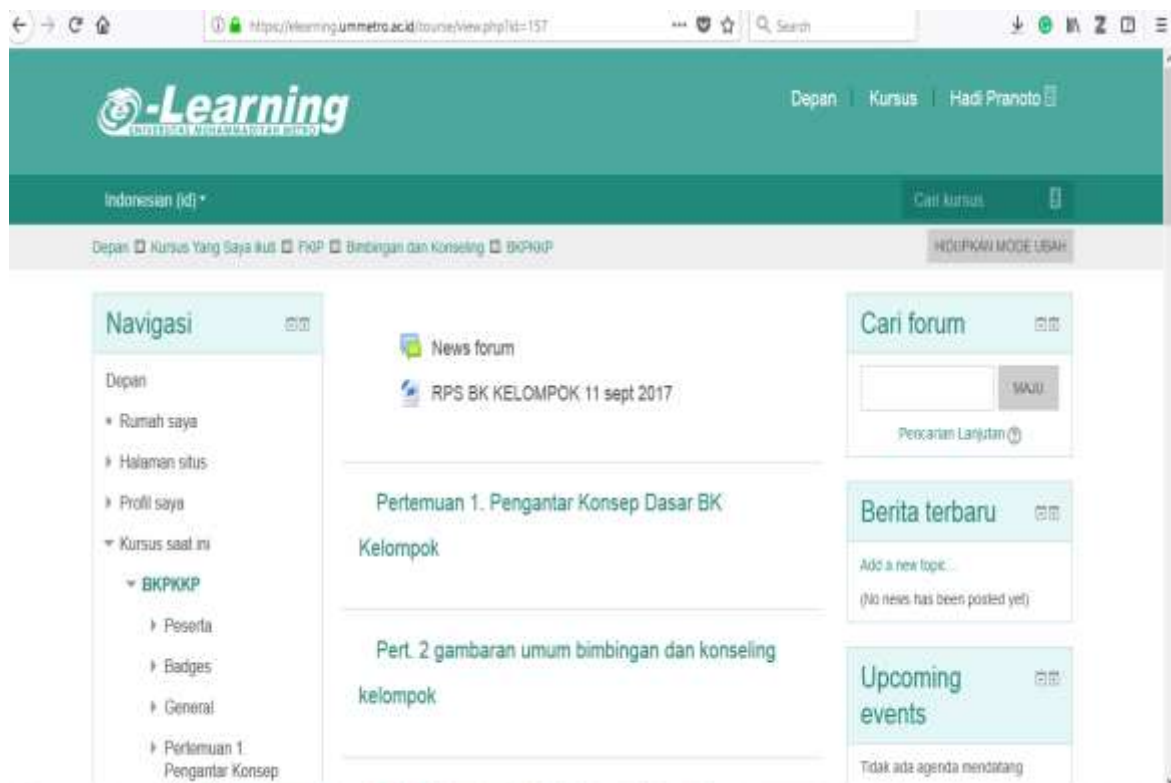 https://elearning.ummetro.ac.id/course/view.php?id=157
Search
e-Learning
UNIVERSITAS MUHAMMADIYAH METRO
Depan
Kursus
Hadi Pranoto
Indonesian (id)
Cari kursus
Depan Kursus Yang Saya Ikuti FKIP Bimbingan dan Konseling BKPKKP
HIDUPKAN MODE UBAH
Navigasi
Depan
Rumah saya
Halaman situs
Profil saya
Kursus saat ini
BKPKKP
Peserta
Badges
General
Pertemuan 1.
Pengantar Konsep
News forum
RPS BK KELOMPOK 11 sept 2017
Pertemuan 1. Pengantar Konsep Dasar BK
Kelompok
Pert. 2 gambaran umum bimbingan dan konseling
kelompok
Cari forum
MAJU
Pencarian Lanjutan
Berita terbaru
Add a new topic...
(No news has been posted yet)
Upcoming
events
Tidak ada agenda mendatang